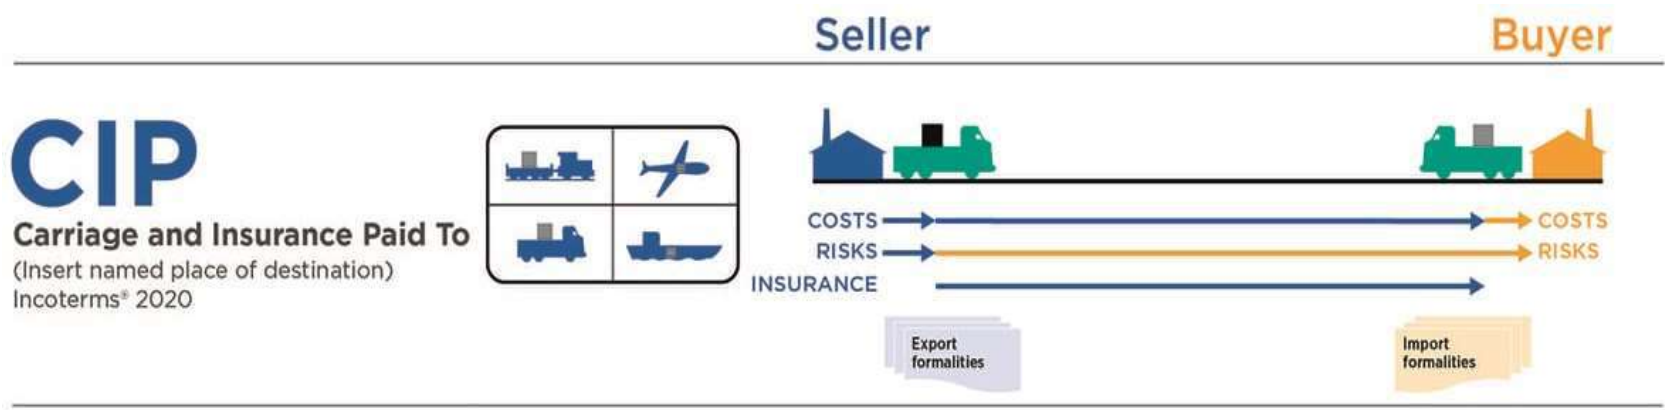 Seller
Buyer
CIP
Carriage and Insurance Paid To
(Insert named place of destination)
Incoterms® 2020
COSTS
COSTS
RISKS
RISKS
INSURANCE
Export
formalities
Import
formalities